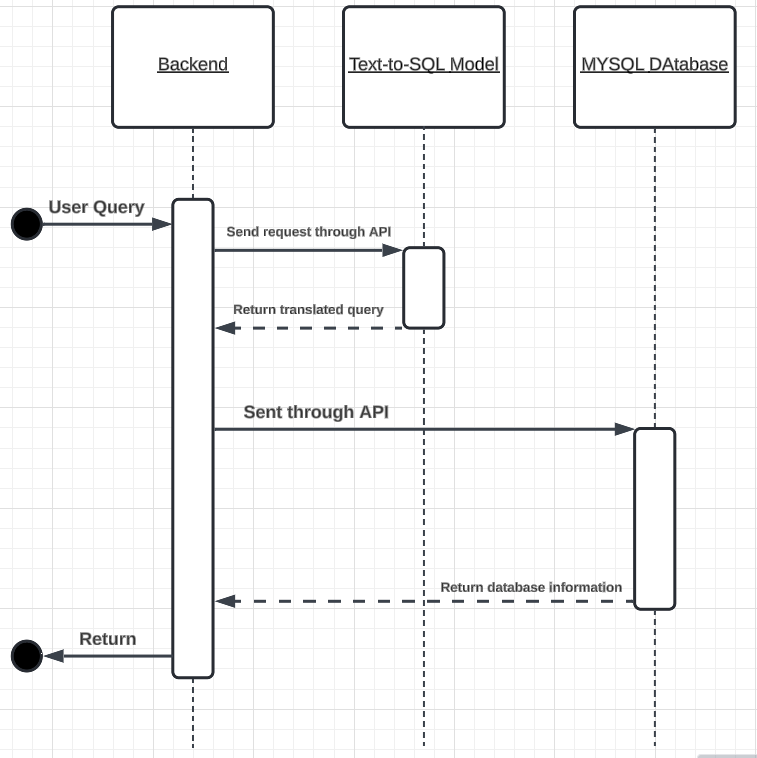 Backend
Text-to-SQL Model
MYSQL DAtabase
User Query
Send request through API
Return translated query
Sent through API
Return database information
Return